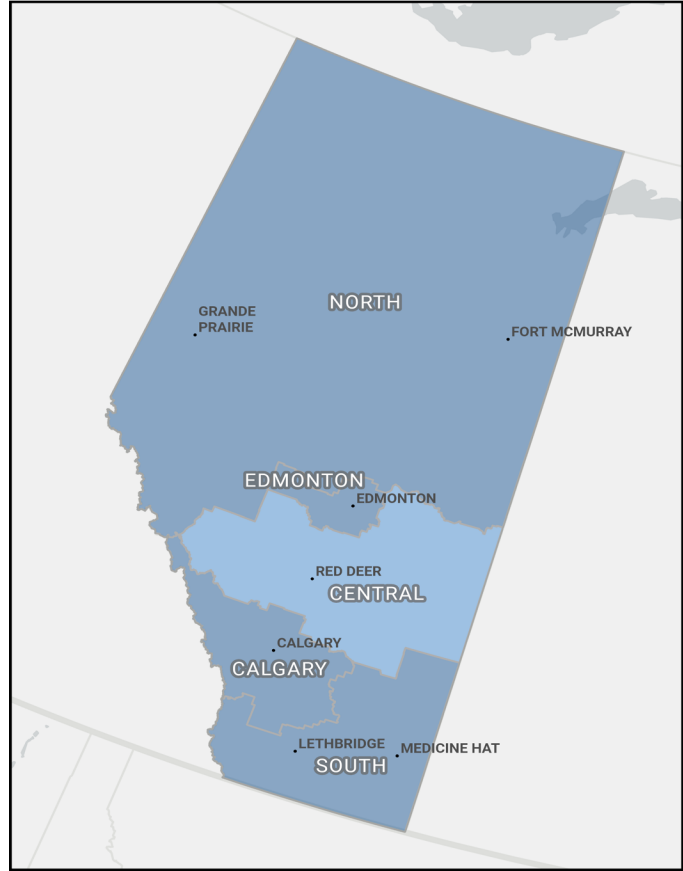 NORTH
GRANDE
PRAIRIE
FORT MCMURRAY
EDMONTON
EDMONTON
RED DEER
CENTRAL
CALGARY
CALGARY
LETHBRIDGE
MEDICINE HAT
SOUTH